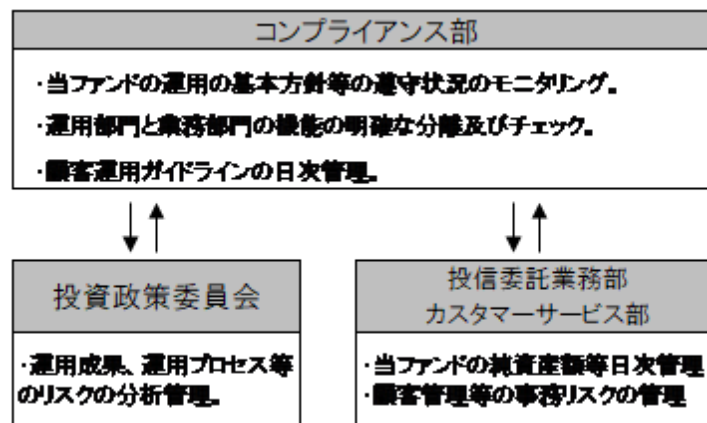 コンプライアンス部
・当ファンドの運用の基本方針等の遵守状況のモニタリング。
・運用部門と業務部門の機能の明確な分離及びチェック。
・顧客運用ガイドラインの日次管理。
投資政策委員会
・運用成果、運用プロセス等
のリスクの分析管理。
投信委託業務部
カスタマーサービス部
・当ファンドの純資産額等日次管理
・顧客管理等の事務リスクの管理